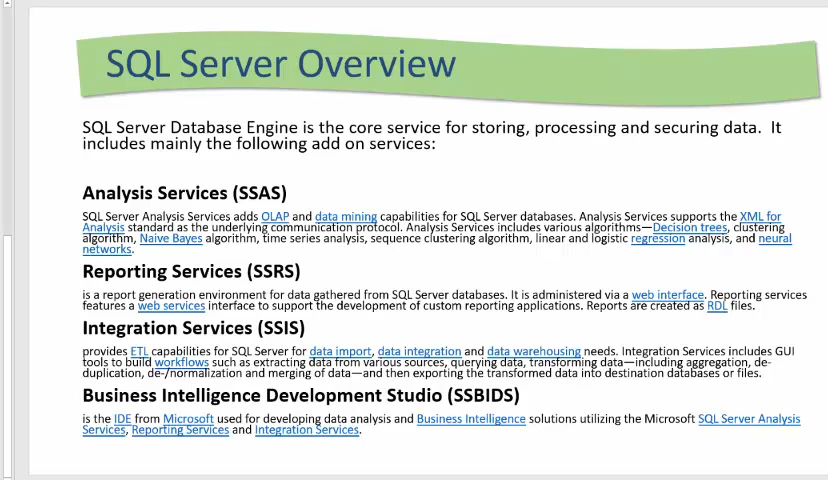 SQL Server Overview
SQL Server Database Engine is the core service for storing, processing and securing data. It
includes mainly the following add on services:
Analysis Services (SSAS)
SQL Server Analysis Services adds OLAP and data mining capabilities for SQL Server databases. Analysis Services supports the XML for
Analysis standard as the underlying communication protocol. Analysis Services includes various algorithms—Decision trees, clustering
algorithm, Naive Bayes algorithm, time series analysis, sequence clustering algorithm, linear and logistic regression analysis, and neural
networks.
Reporting Services (SSRS)
is a report generation environment for data gathered from SQL Server databases. It is administered via a web interface. Reporting services
features a web services interface to support the development of custom reporting applications. Reports are created as RDL files.
Integration Services (SSIS)
provides ETL capabilities for SQL Server for data import, data integration and data warehousing needs. Integration Services includes GUI
tools to build workflows such as extracting data from various sources, querying data, transforming data—including aggregation, de-
duplication, de-/normalization and merging of data—and then exporting the transformed data into destination databases or files.
Business Intelligence Development Studio (SSBIDS)
is the IDE from Microsoft used for developing data analysis and Business Intelligence solutions utilizing the Microsoft SQL Server Analysis
Services, Reporting Services and Integration Services.